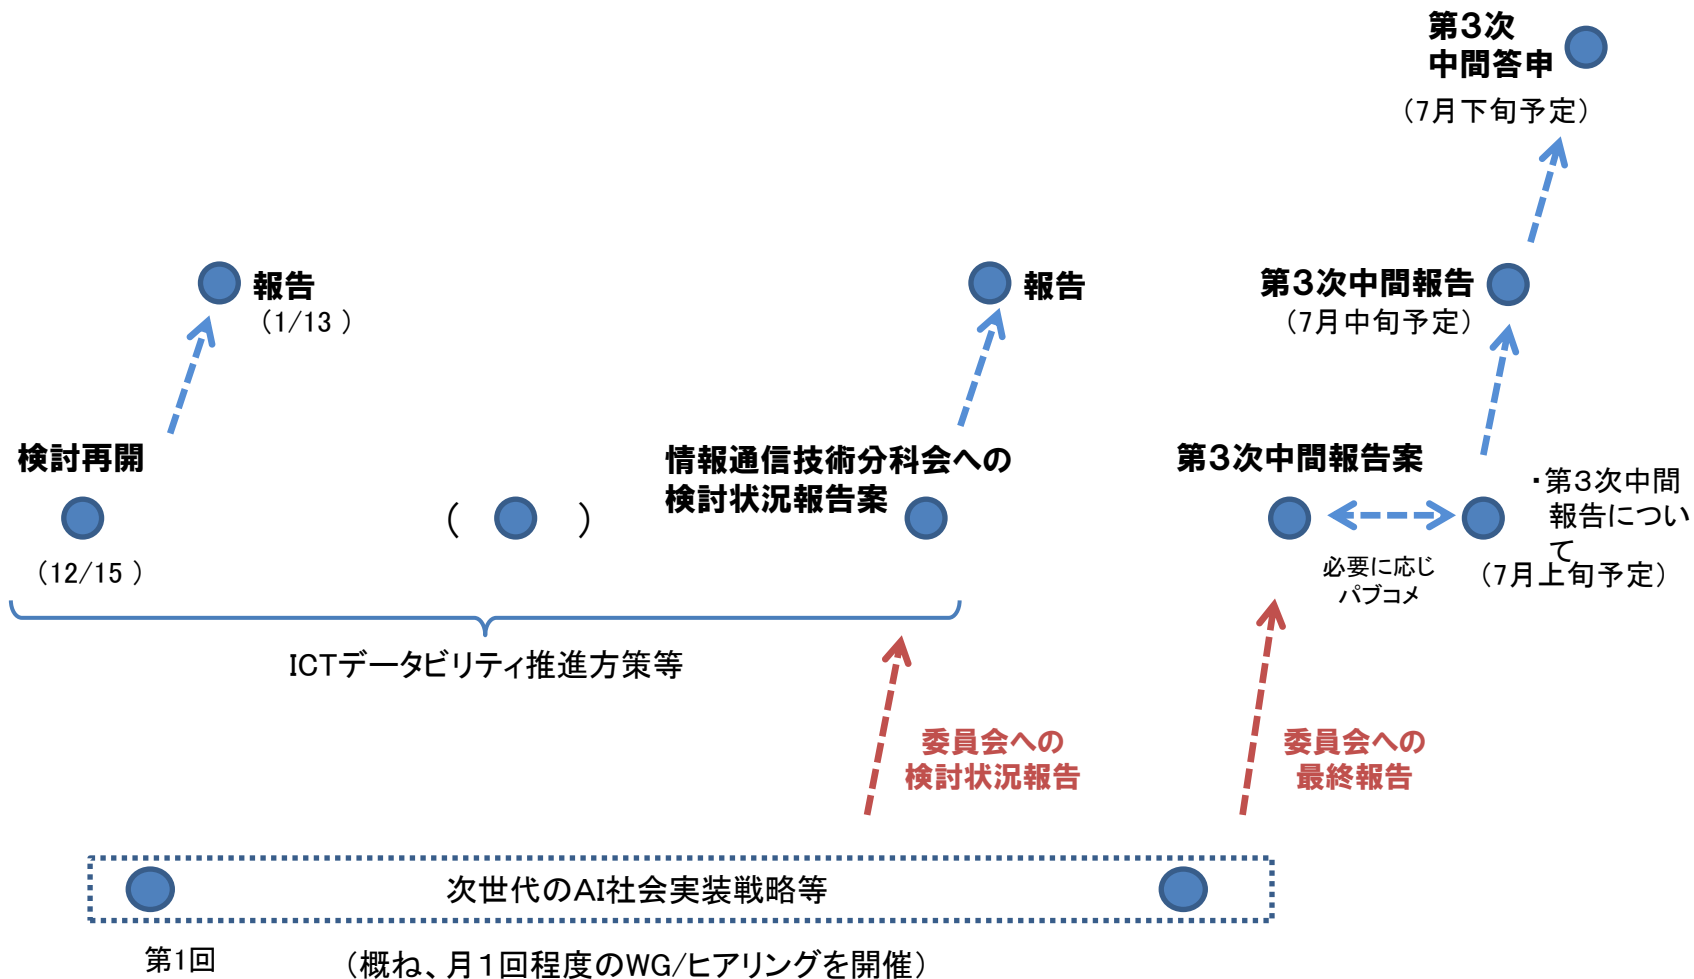 第３次
中間答申
（7月下旬予定）
報告
（1/13 ）
報告
第３次中間報告
（7月中旬予定）
検討再開
（12/15 ）
（ ）
情報通信技術分科会への
検討状況報告案
第３次中間報告案
・第３次中間
報告につい
て
（7月上旬予定）
必要に応じ
パブコメ
ICTデータビリティ推進方策等
委員会への
検討状況報告
委員会への
最終報告
次世代のAI社会実装戦略等
第1回
（概ね、月１回程度のWG/ヒアリングを開催）